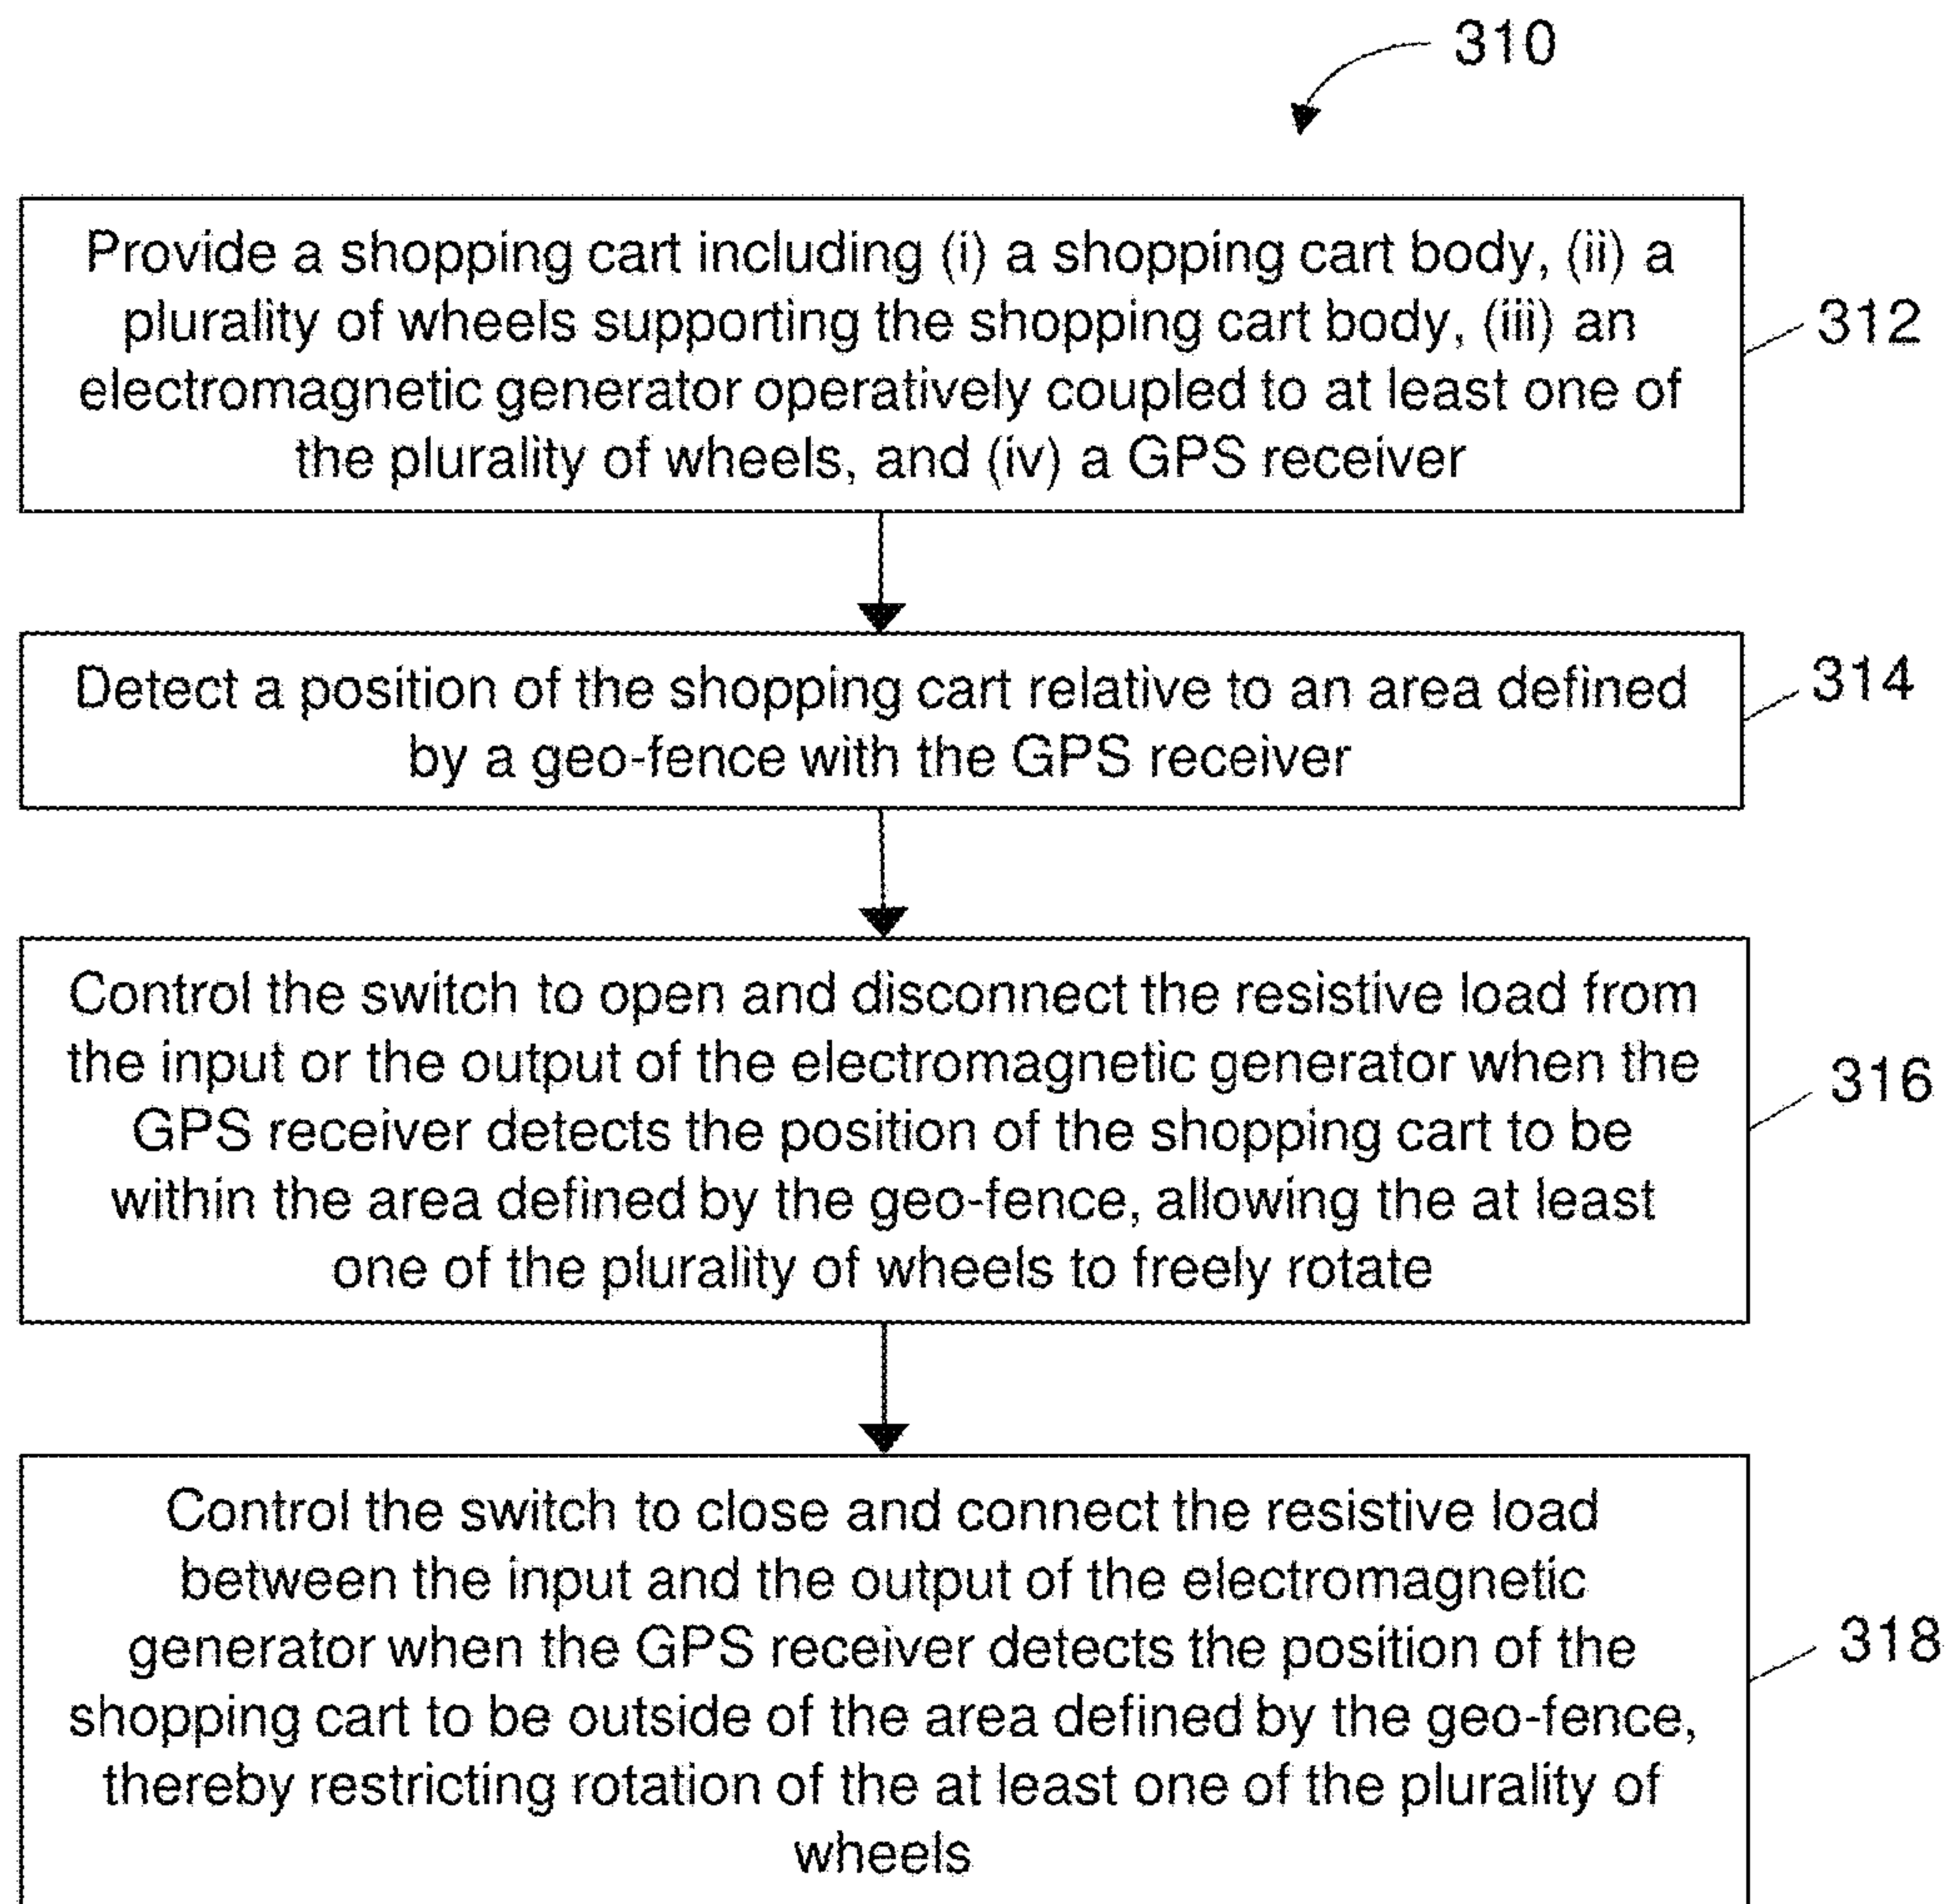 310
Provide a shopping cart including (i) a shopping cart body, (ii) a
plurality of wheels supporting the shopping cart body, (iii) an
electromagnetic generator operatively coupled to at least one of
the plurality of wheels, and (iv) a GPS receiver
312
Detect a position of the shopping cart relative to an area defined
by a geo-fence with the GPS receiver
314
Control the switch to open and disconnect the resistive load from
the input or the output of the electromagnetic generator when the
GPS receiver detects the position of the shopping cart to be
within the area defined by the geo-fence, allowing the at least
one of the plurality of wheels to freely rotate
316
Control the switch to close and connect the resistive load
between the input and the output of the electromagnetic
generator when the GPS receiver detects the position of the
shopping cart to be outside of the area defined by the geo-fence,
thereby restricting rotation of the at least one of the plurality of
wheels
318